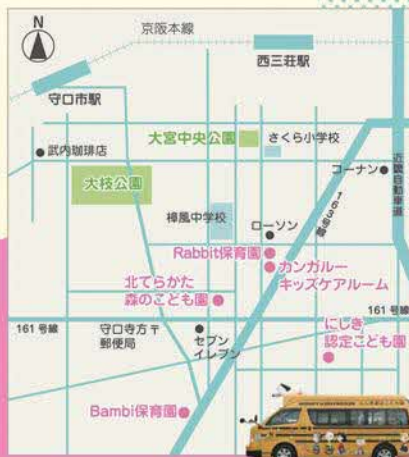 N
京阪本線
西三荘駅
守口市駅
大宮中央公園
さくら小学校
武内珈琲店
コーナン
近畿自動車道
大枝公園
163号線
樟風中学校
ローソン
Rabbit保育園
カンガルー
キッズケアルーム
北てらかた
森のこども園
161号線
161号線
守口寺方〒
郵便局
セブン
イレブン
にしき
認定こども園
Bambi保育園